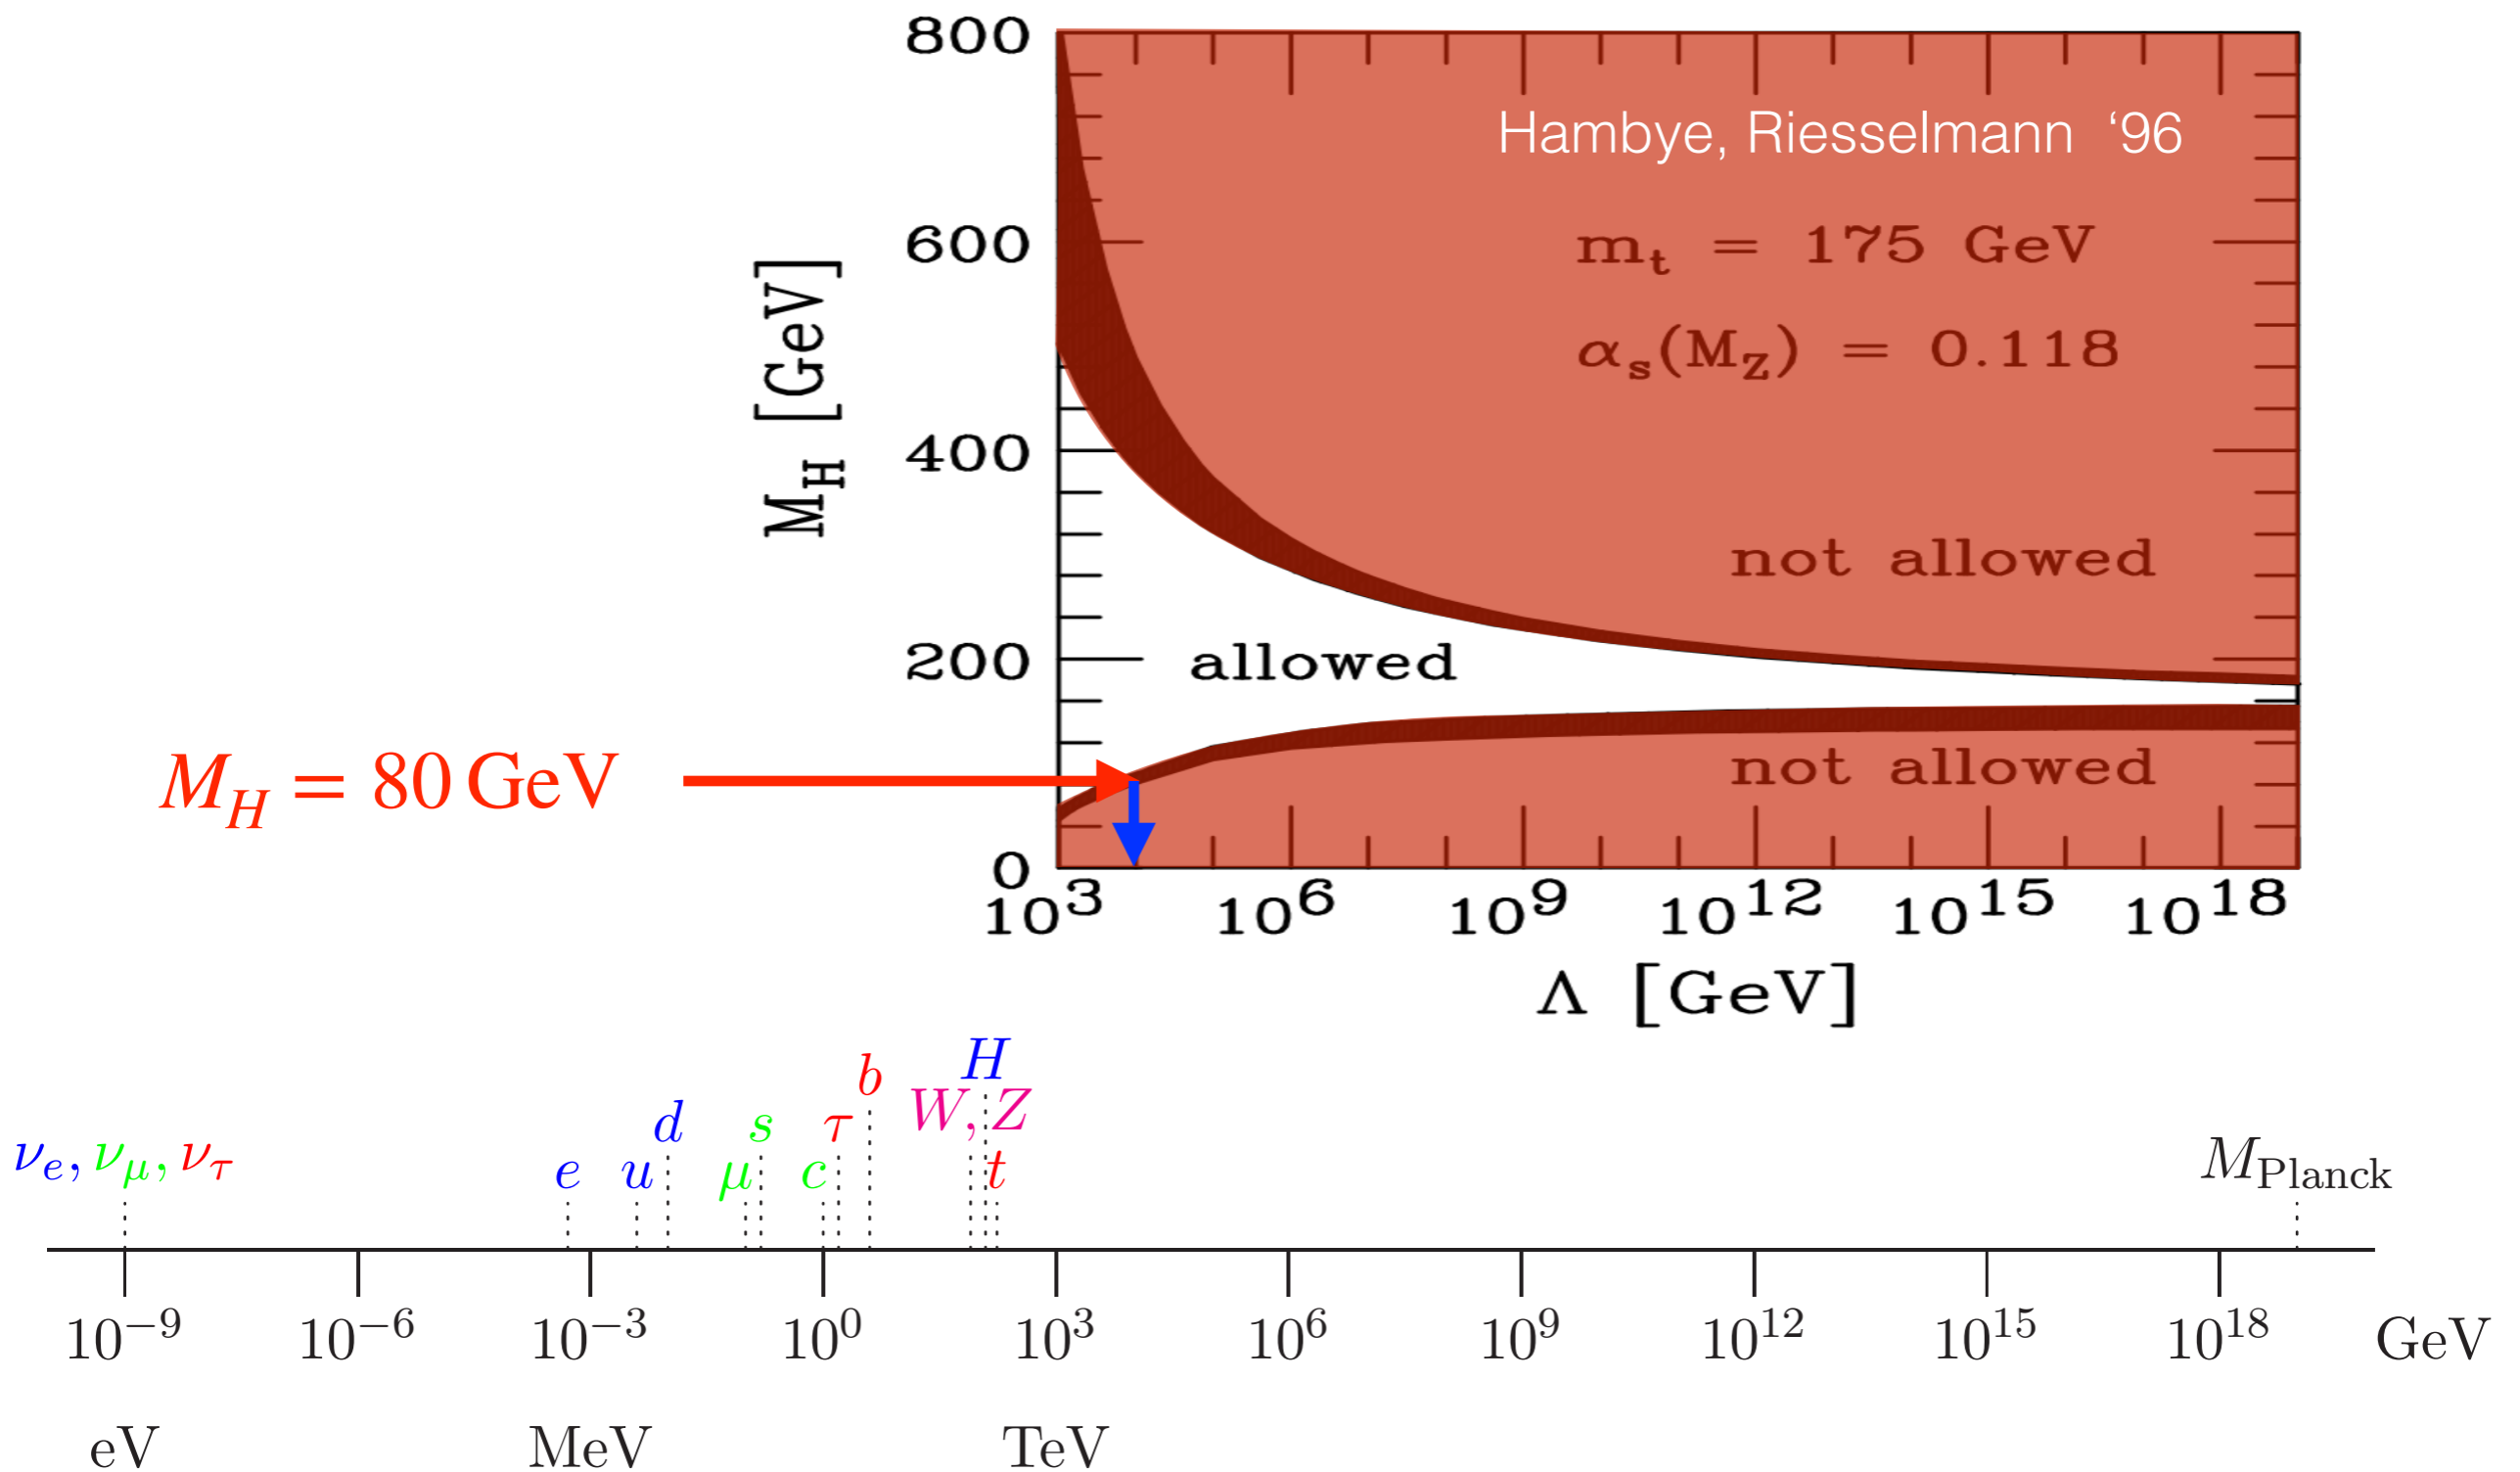 800
Hambye, Riesselmann ‘96
600
m_t = 175 GeV
α_s(M_Z) = 0.118
M_H [GeV]
400
not allowed
200
allowed
M_H = 80 GeV
not allowed
0
10^3 10^6 10^9 10^12 10^15 10^18
Λ [GeV]
H
b
W, Z
d s τ
ν_e, ν_μ, ν_τ
e u μ c t
M_Planck
10^−9 10^−6 10^−3 10^0 10^3 10^6 10^9 10^12 10^15 10^18 GeV
eV MeV TeV